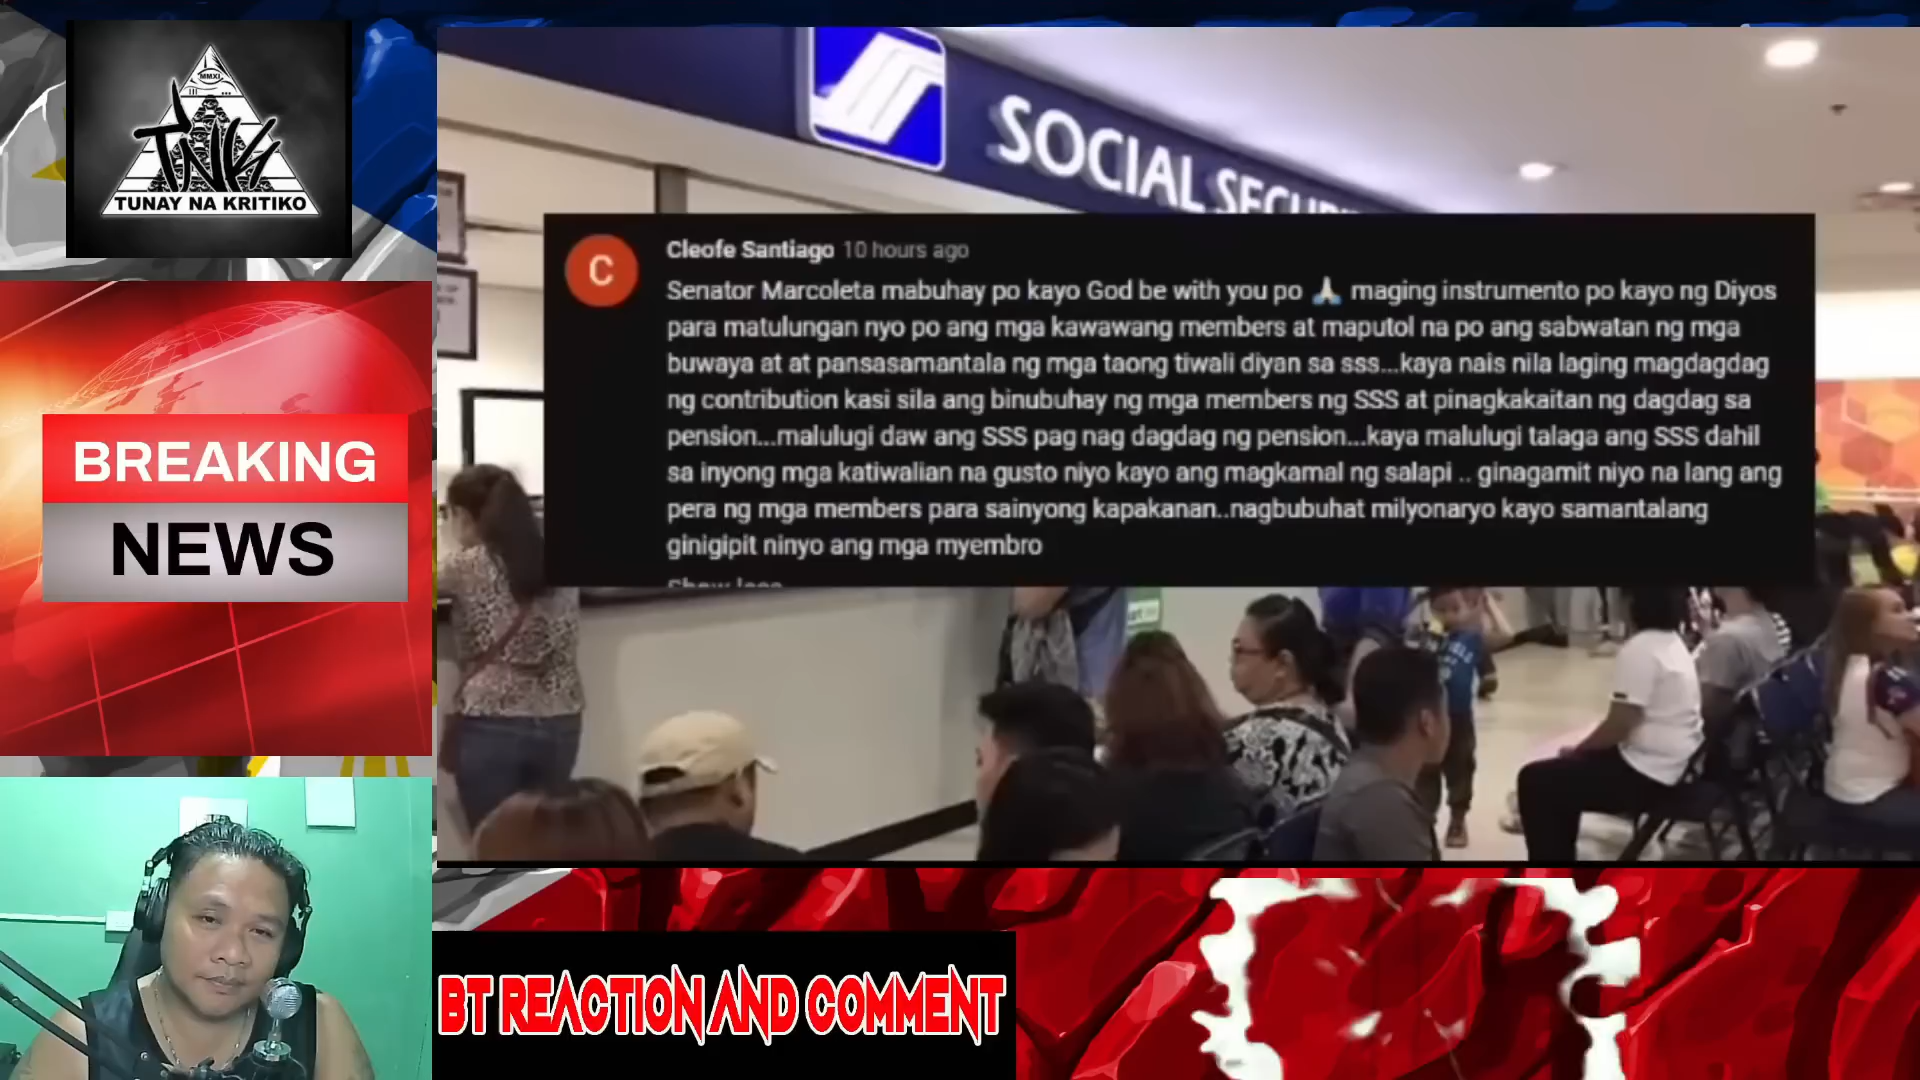 MMXI
TNK
TUNAY NA KRITIKO
SOCIAL
BREAKING
NEWS
C
Cleofe Santiago 10 hours ago
Senator Marcoleta mabuhay po kayo God be with you po 🙏 maging instrumento po kayo ng Diyos
para matulungan nyo po ang mga kawawang members at maputol na po ang sabwatan ng mga
buwaya at at pansasamantala ng mga taong tiwali diyan sa sss...kaya nais nila laging magdagdag
ng contribution kasi sila ang binubuhay ng mga members ng SSS at pinagkakaitan ng dagdag sa
pension...malulugi daw ang SSS pag nag dagdag ng pension...kaya malulugi talaga ang SSS dahil
sa inyong mga katiwalian na gusto niyo kayo ang magkamal ng salapi .. ginagamit niyo na lang ang
pera ng mga members para sainyong kapakanan..nagbubuhat milyonaryo kayo samantalang
ginigipit ninyo ang mga myembro
Show less
BT REACTION AND COMMENT